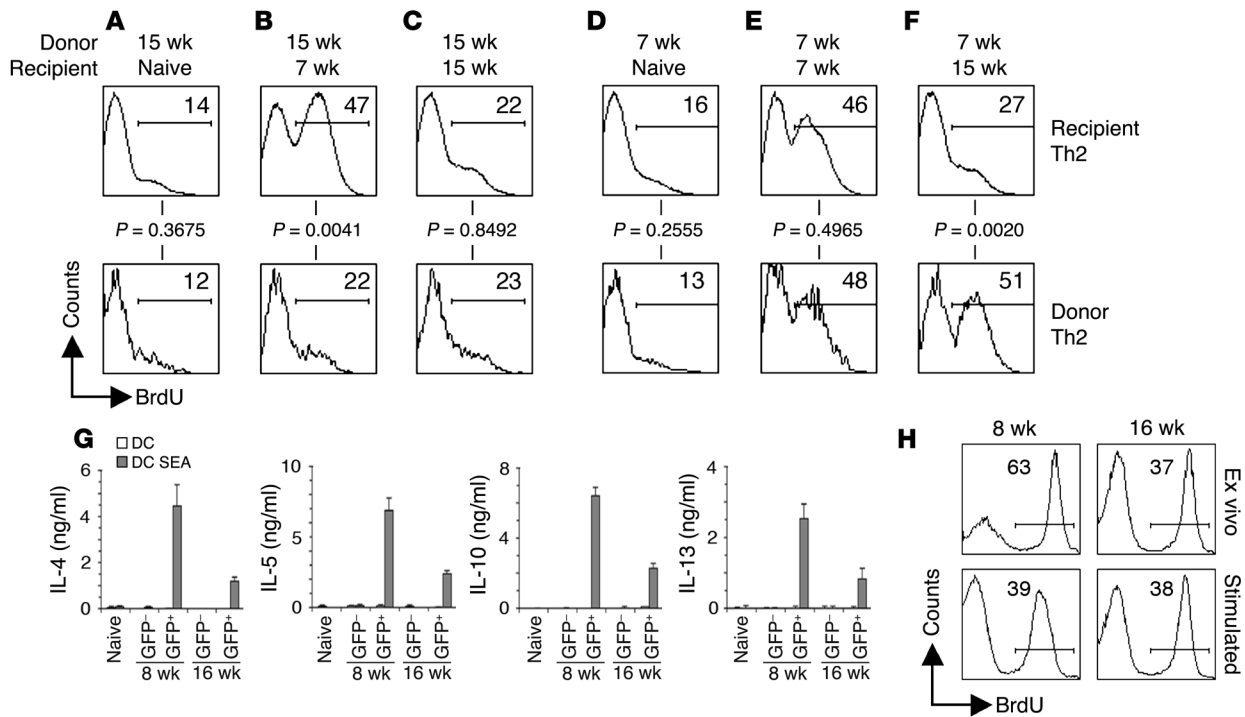 A B C D E F
Donor 15 wk 15 wk 15 wk 7 wk 7 wk 7 wk
Recipient Naive 7 wk 15 wk Naive 7 wk 15 wk
14 47 22 16 46 27
Recipient
Th2
P = 0.3675 P = 0.0041 P = 0.8492 P = 0.2555 P = 0.4965 P = 0.0020
12 22 23 13 48 51
Donor
Th2
Counts
BrdU
G
DC
DC SEA
IL-4 (ng/ml)
6
4
2
0
Naive GFP- GFP+ GFP- GFP+
8 wk 16 wk
IL-5 (ng/ml)
10
5
0
Naive GFP- GFP+ GFP- GFP+
8 wk 16 wk
IL-10 (ng/ml)
8
4
0
Naive GFP- GFP+ GFP- GFP+
8 wk 16 wk
IL-13 (ng/ml)
4
2
0
Naive GFP- GFP+ GFP- GFP+
8 wk 16 wk
H
8 wk 16 wk
63 37
Ex vivo
39 38
Stimulated
Counts
BrdU